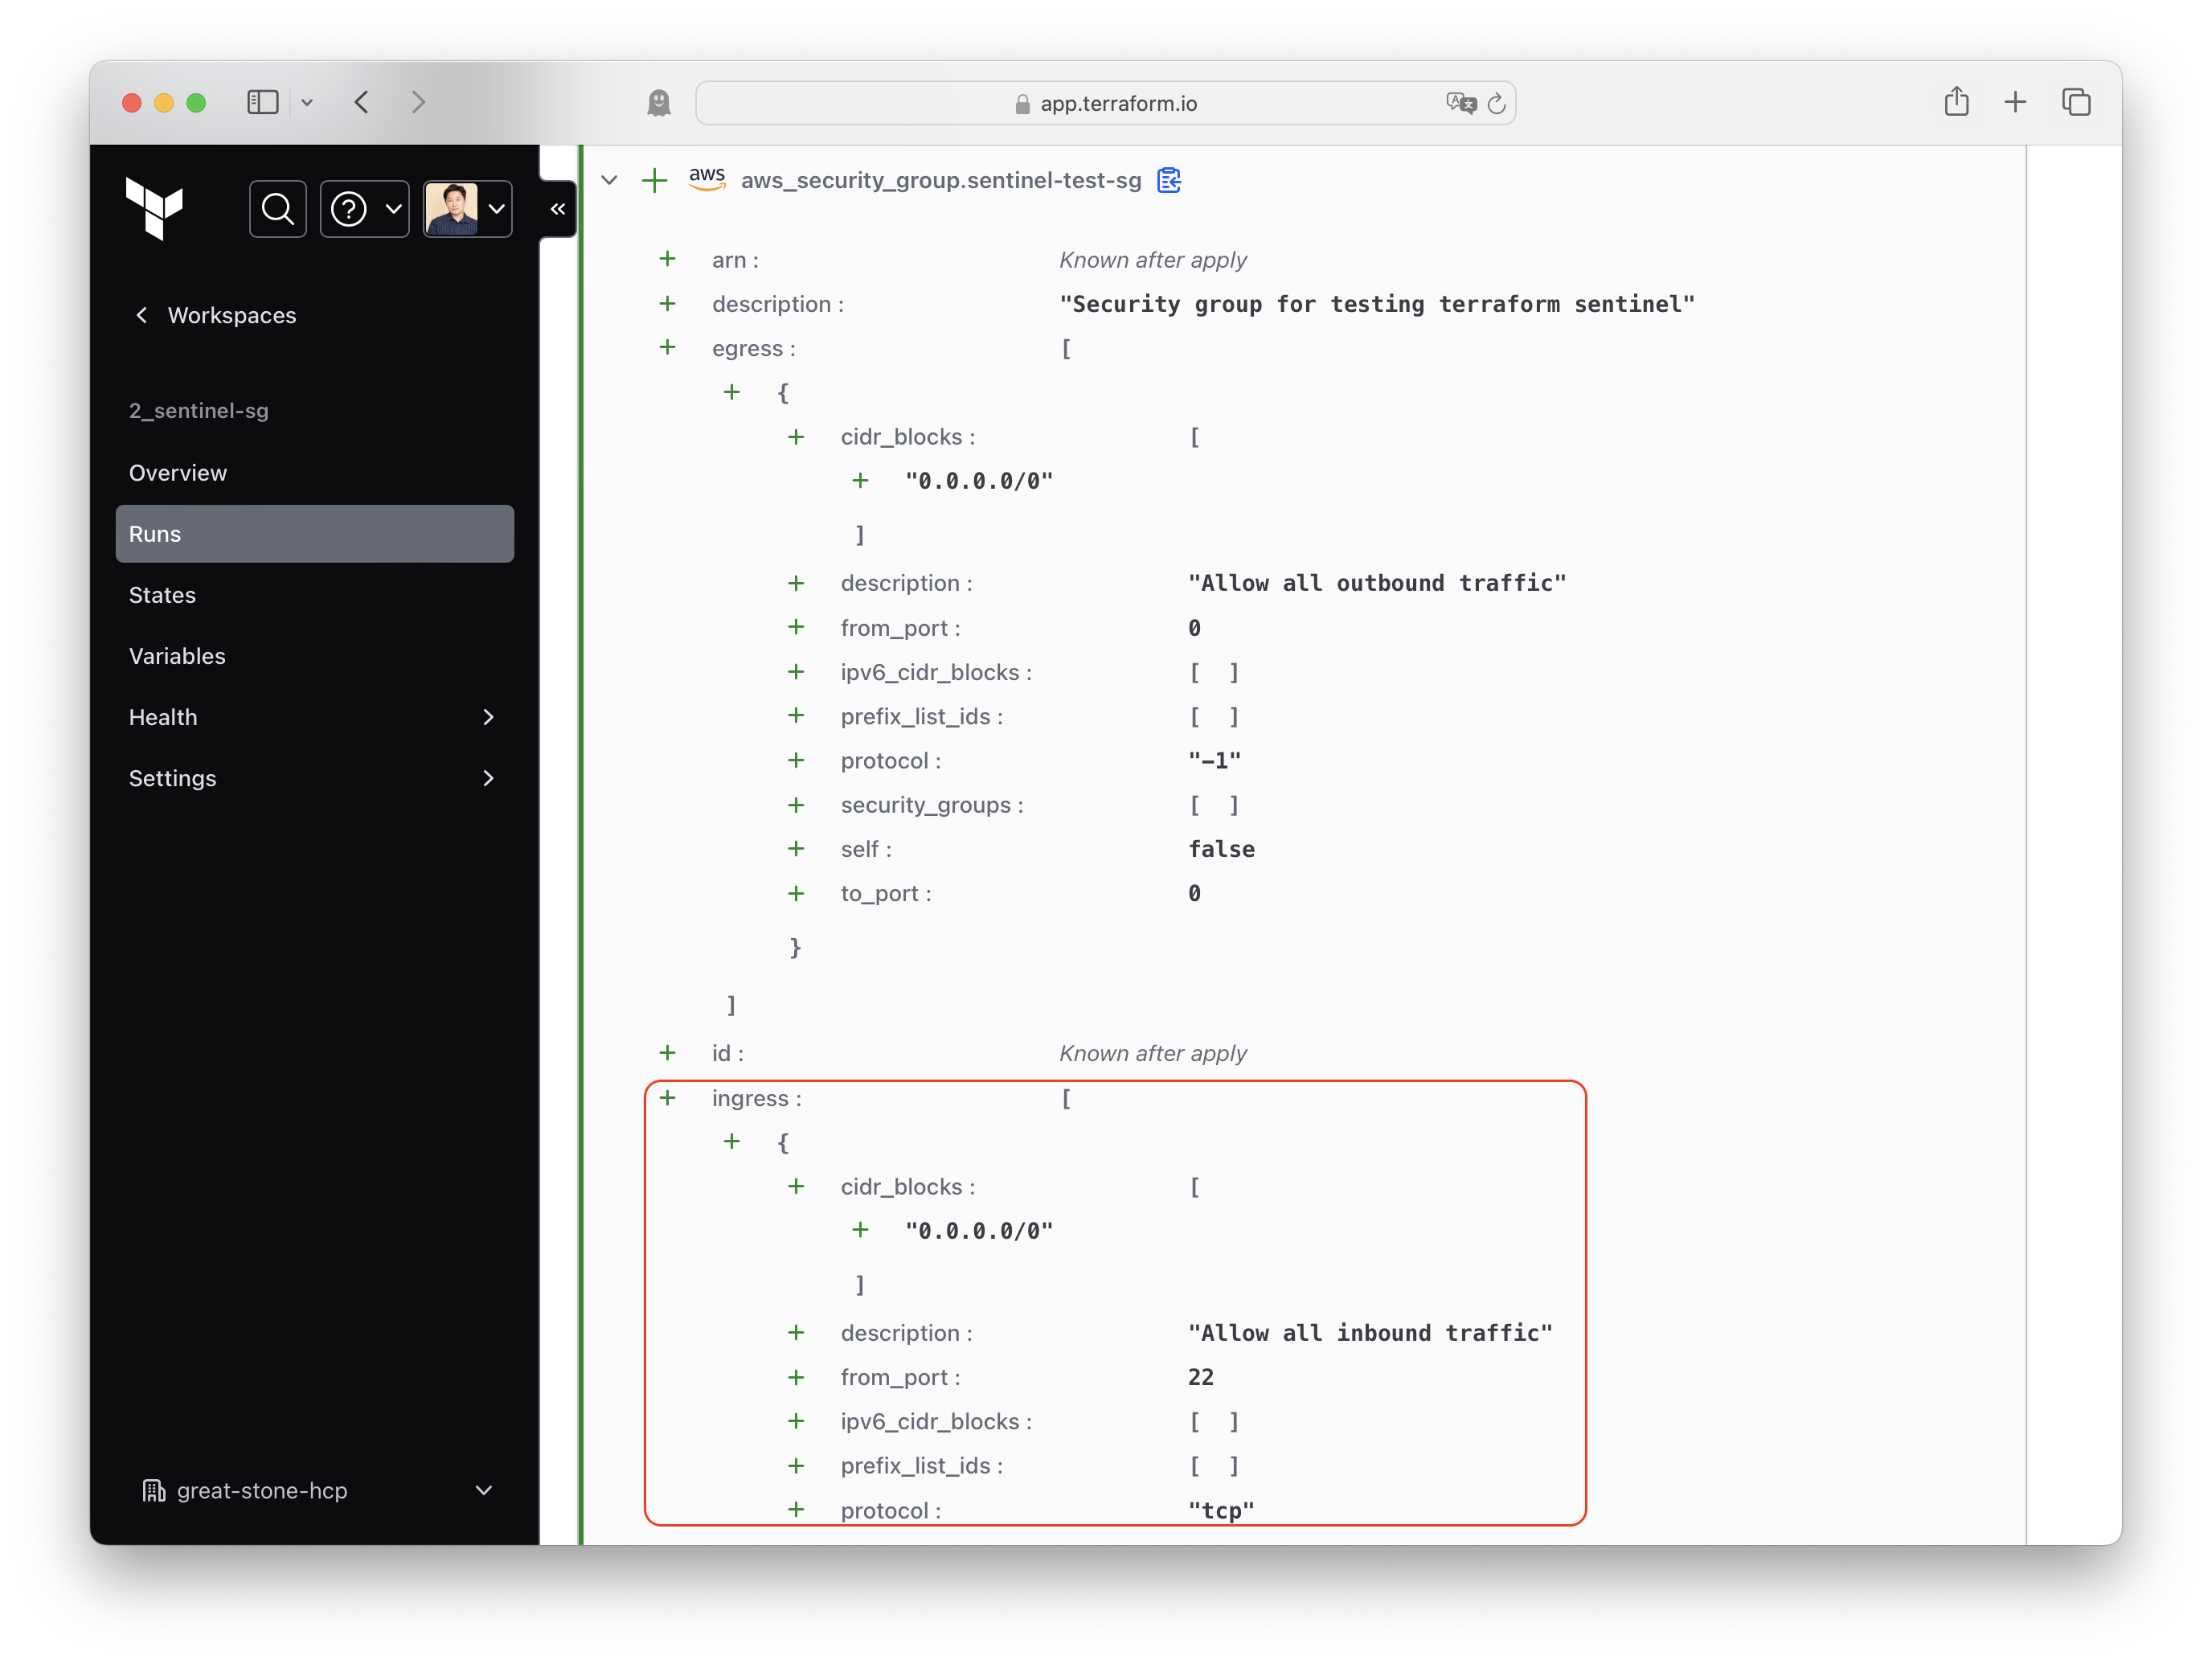 app.terraform.io
aws aws_security_group.sentinel-test-sg
Workspaces
2_sentinel-sg
Overview
Runs
States
Variables
Health
Settings
great-stone-hcp
+ arn : Known after apply
+ description : "Security group for testing terraform sentinel"
+ egress : [
+ {
+ cidr_blocks : [
+ "0.0.0.0/0"
]
+ description : "Allow all outbound traffic"
+ from_port : 0
+ ipv6_cidr_blocks : [ ]
+ prefix_list_ids : [ ]
+ protocol : "-1"
+ security_groups : [ ]
+ self : false
+ to_port : 0
}
]
+ id : Known after apply
+ ingress : [
+ {
+ cidr_blocks : [
+ "0.0.0.0/0"
]
+ description : "Allow all inbound traffic"
+ from_port : 22
+ ipv6_cidr_blocks : [ ]
+ prefix_list_ids : [ ]
+ protocol : "tcp"